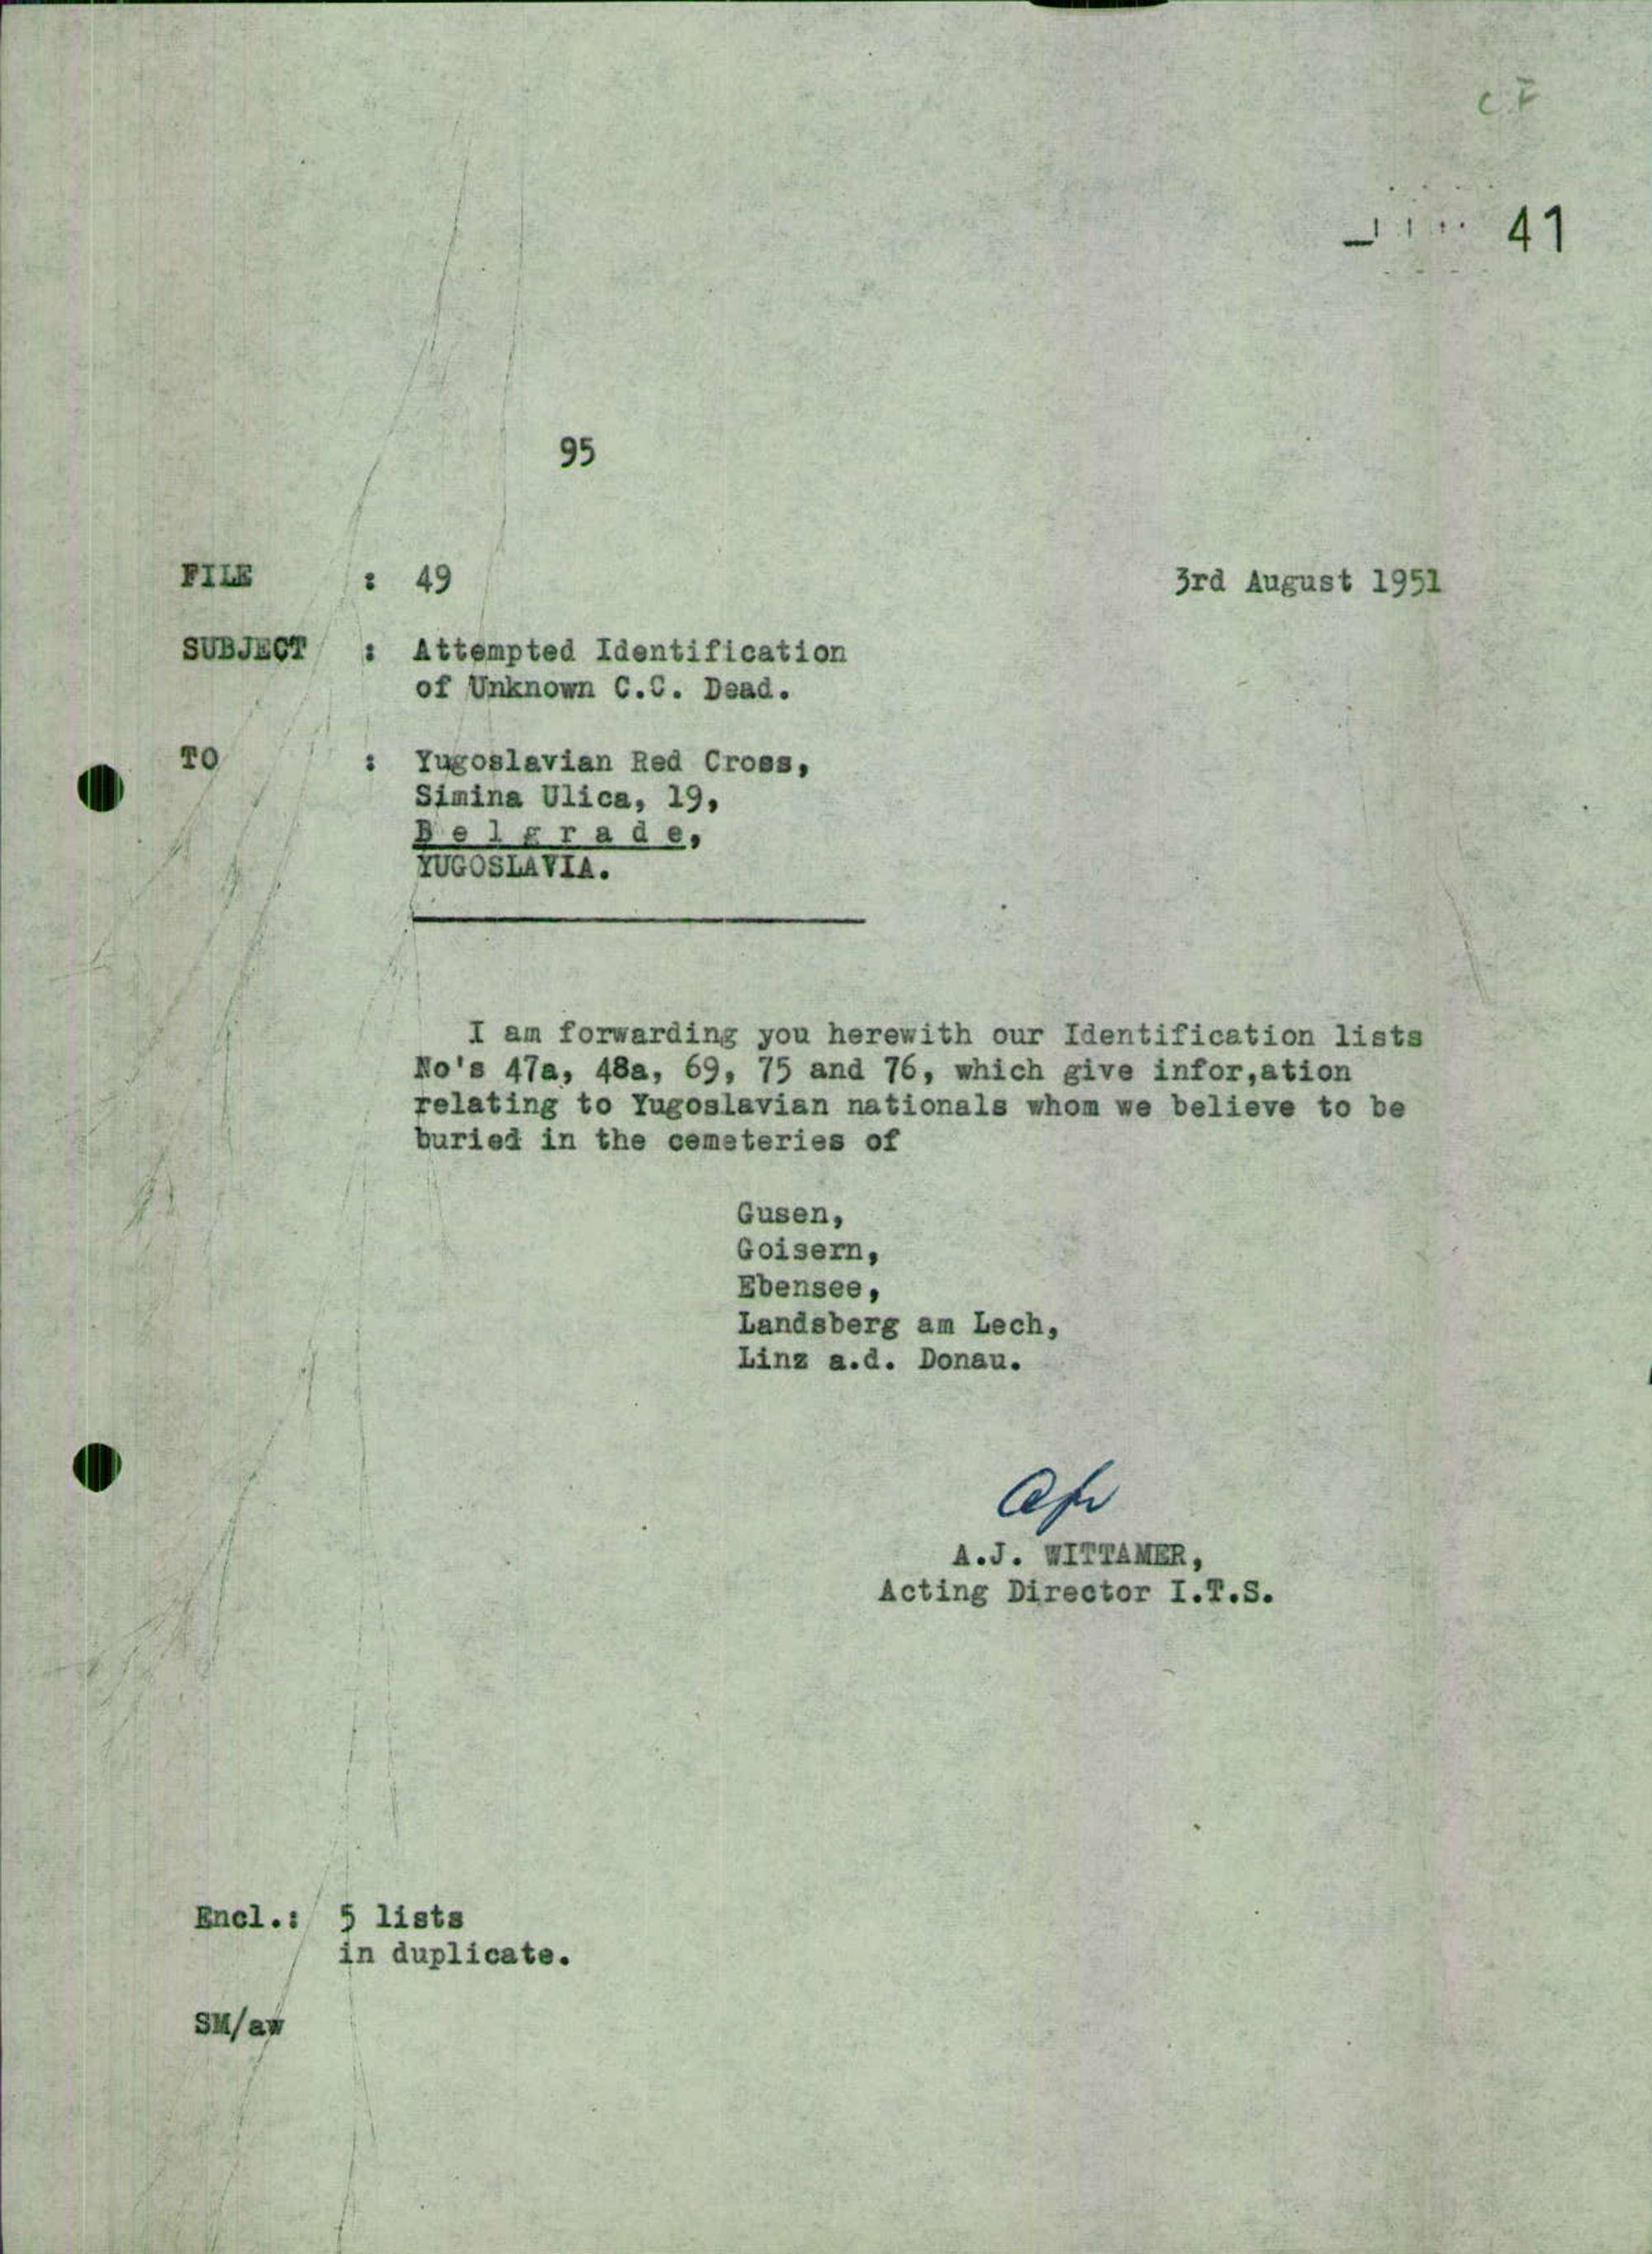 41
95
FILE : 49 3rd August 1951
SUBJECT : Attempted Identification
of Unknown C.C. Dead.
TO : Yugoslavian Red Cross,
Simina Ulica, 19,
B e l g r a d e,
YUGOSLAVIA.
I am forwarding you herewith our Identification lists
No's 47a, 48a, 69, 75 and 76, which give infor,ation
relating to Yugoslavian nationals whom we believe to be
buried in the cemeteries of
Gusen,
Goisern,
Ebensee,
Landsberg am Lech,
Linz a.d. Donau.
A.J. WITTAMER,
Acting Director I.T.S.
Encl.: 5 lists
in duplicate.
SM/aw